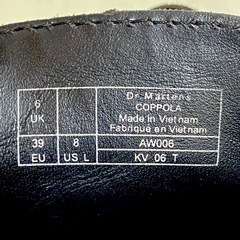 6
UK
Dr. Martens
COPPOLA
Made in Vietnam
Fabriqué en Vietnam
39
EU
8
US L
AW006
KV 06 T